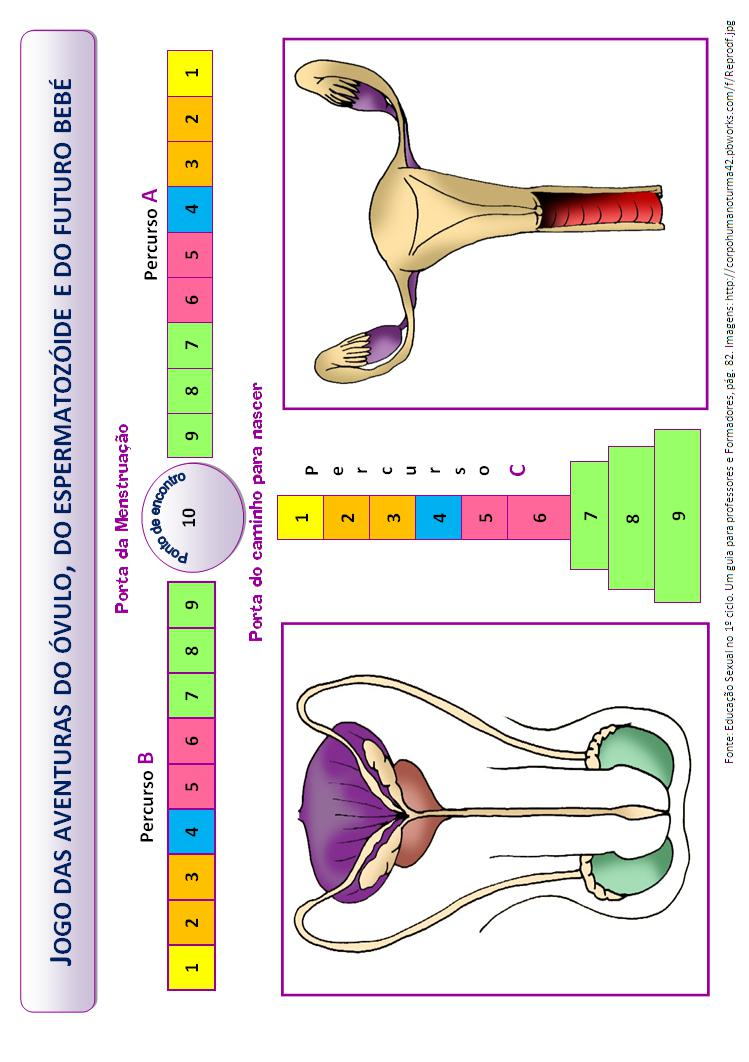 JOGO DAS AVENTURAS DO ÓVULO, DO ESPERMATOZÓIDE E DO FUTURO BEBÉ
Porta da Menstruação
Percurso B
Percurso A
1 2 3 4 5 6 7 8 9
Ponto de encontro
10
9 8 7 6 5 4 3 2 1
Porta do caminho para nascer
Percurso C
1
2
3
4
5
6
7
8
9
Fonte: Educação Sexual no 1º ciclo. Um guia para professores e Formadores, pág. 82. Imagens: http://corpohumanoturma42.pbworks.com/f/Reprodf.jpg